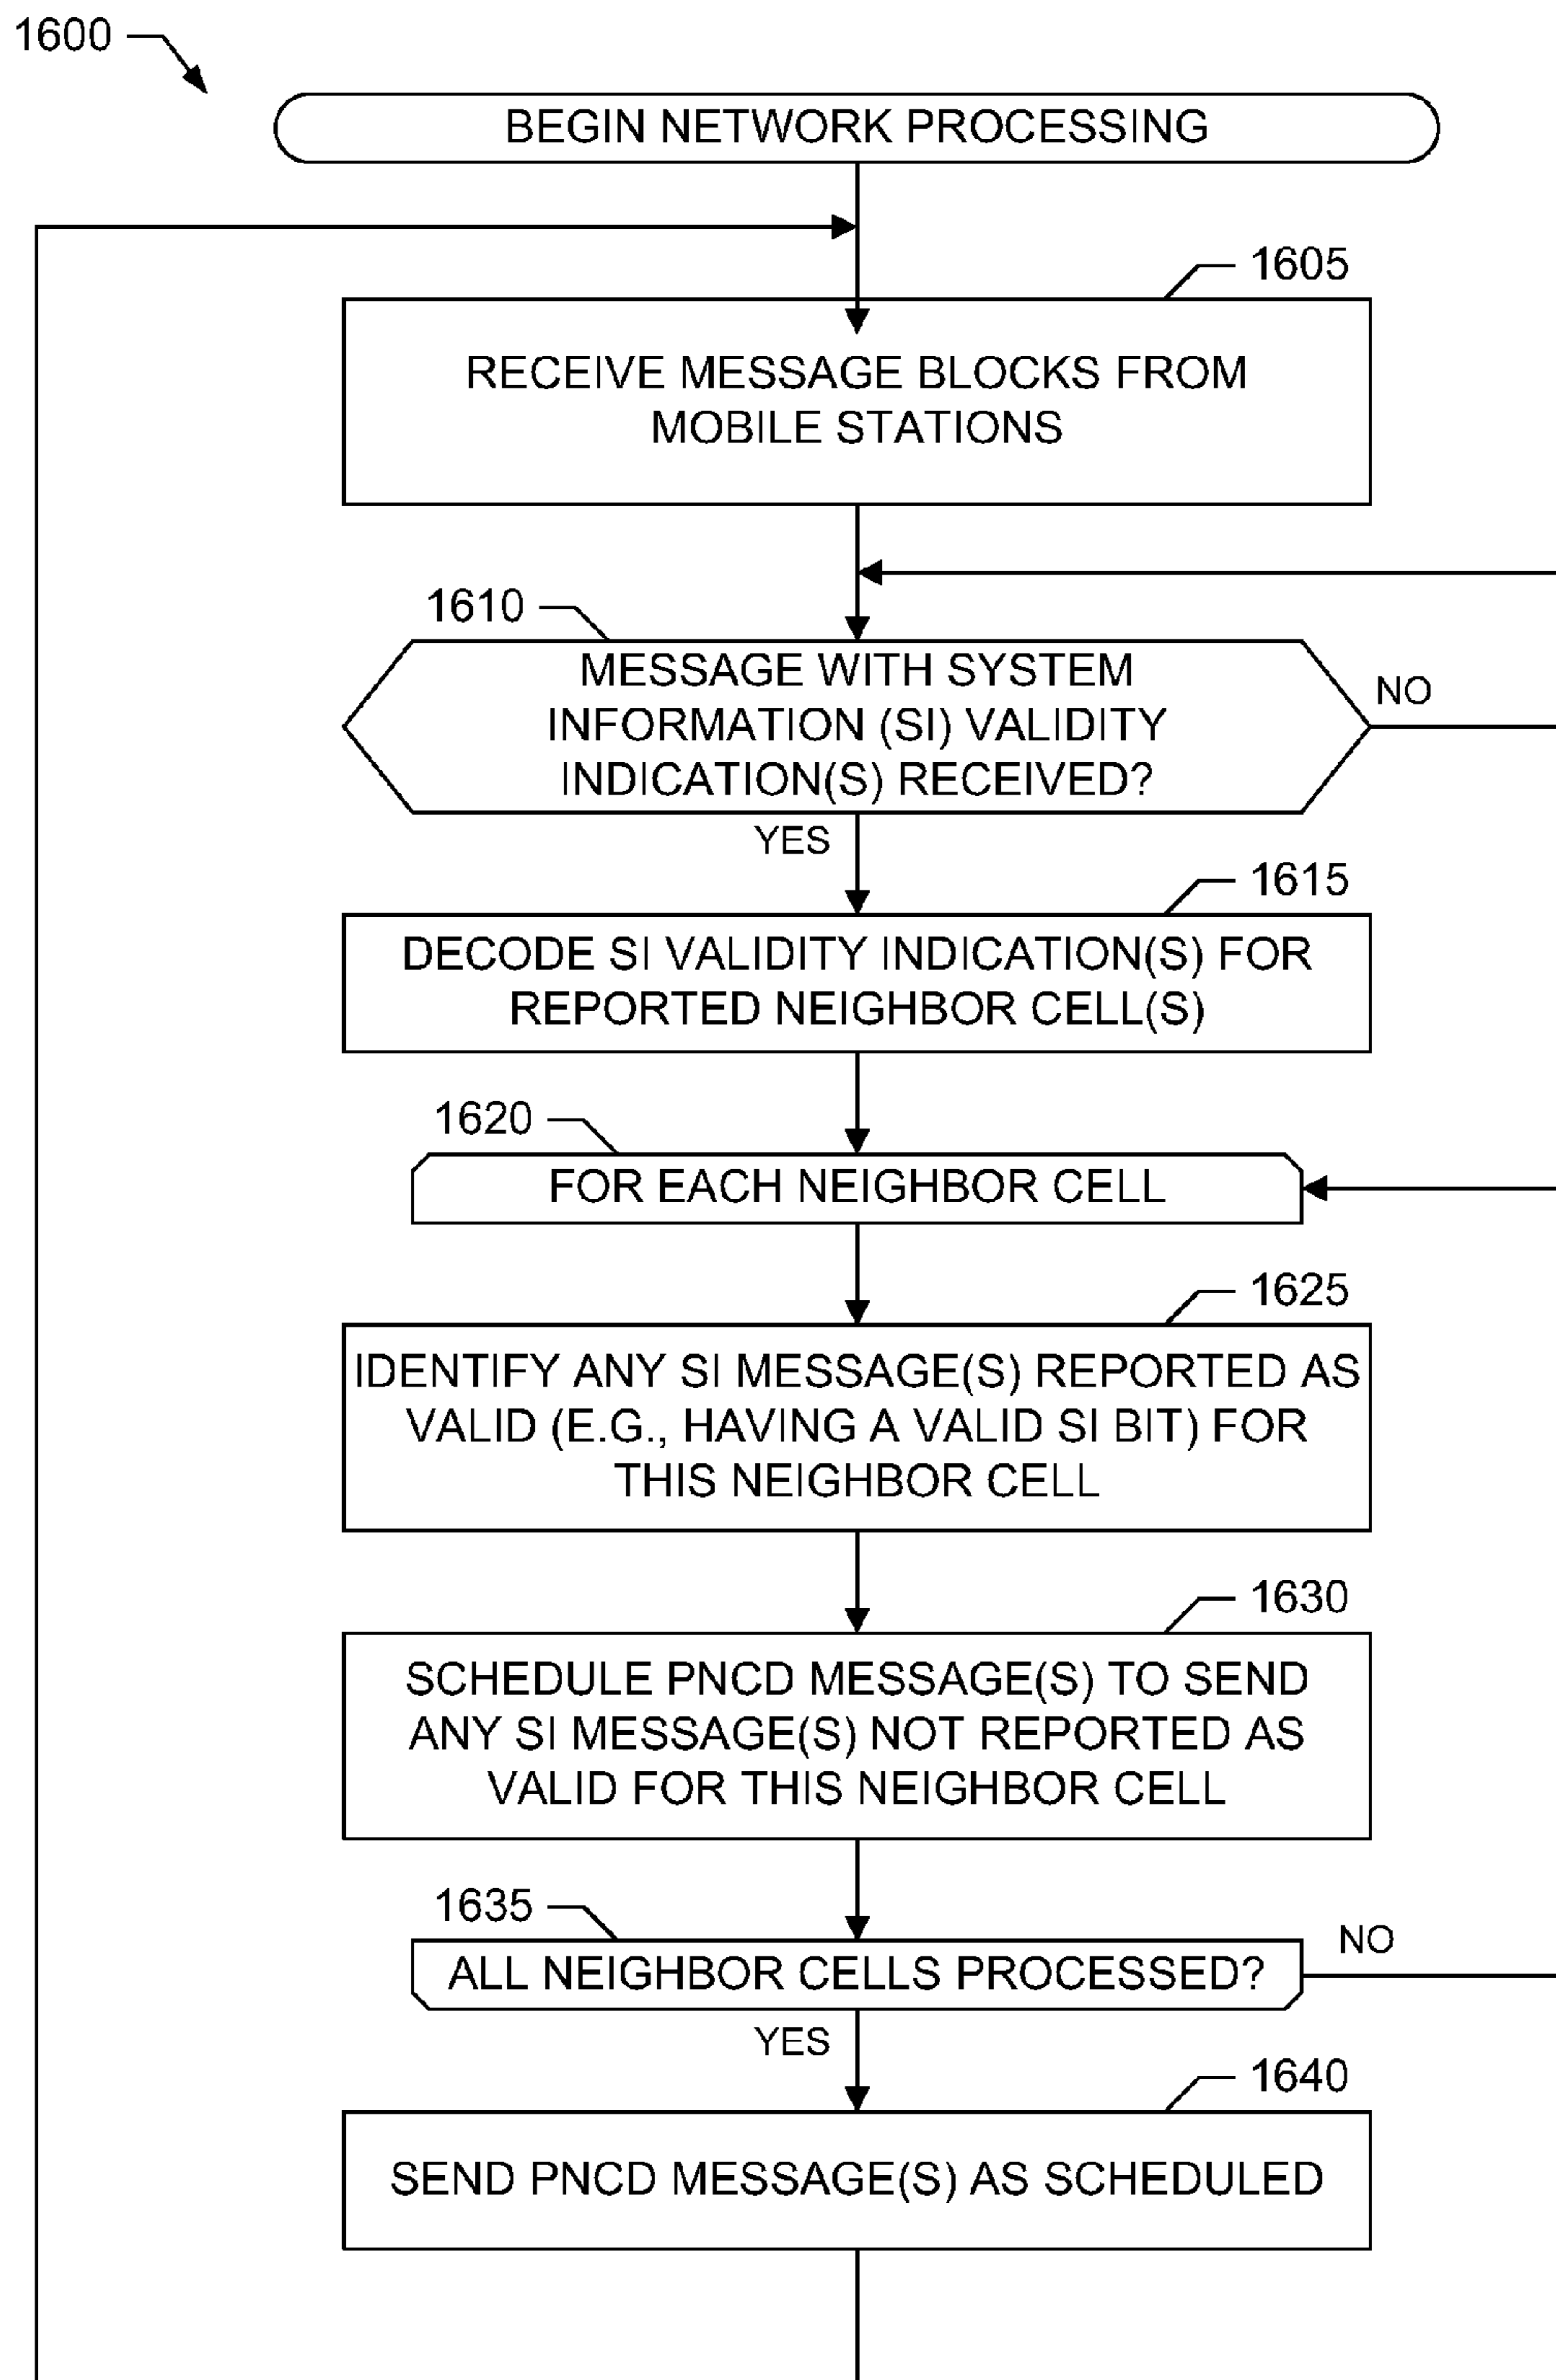 1600
BEGIN NETWORK PROCESSING
1605
RECEIVE MESSAGE BLOCKS FROM
MOBILE STATIONS
1610
MESSAGE WITH SYSTEM
INFORMATION (SI) VALIDITY
INDICATION(S) RECEIVED?
NO
YES
1615
DECODE SI VALIDITY INDICATION(S) FOR
REPORTED NEIGHBOR CELL(S)
1620
FOR EACH NEIGHBOR CELL
1625
IDENTIFY ANY SI MESSAGE(S) REPORTED AS
VALID (E.G., HAVING A VALID SI BIT) FOR
THIS NEIGHBOR CELL
1630
SCHEDULE PNCD MESSAGE(S) TO SEND
ANY SI MESSAGE(S) NOT REPORTED AS
VALID FOR THIS NEIGHBOR CELL
1635
ALL NEIGHBOR CELLS PROCESSED?
NO
YES
1640
SEND PNCD MESSAGE(S) AS SCHEDULED